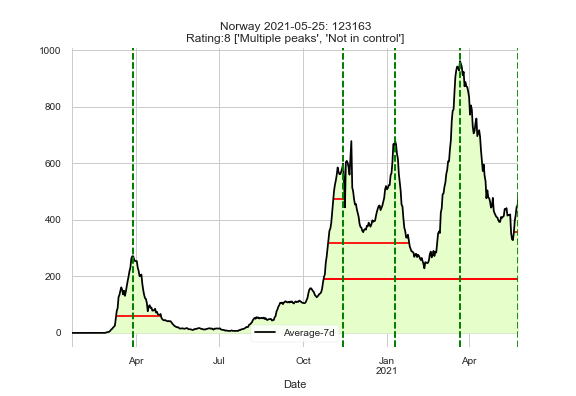 Norway 2021-05-25: 123163
Rating:8 ['Multiple peaks', 'Not in control']
1000
800
600
400
200
0
Average-7d
Apr
Jul
Oct
Jan
2021
Apr
Date